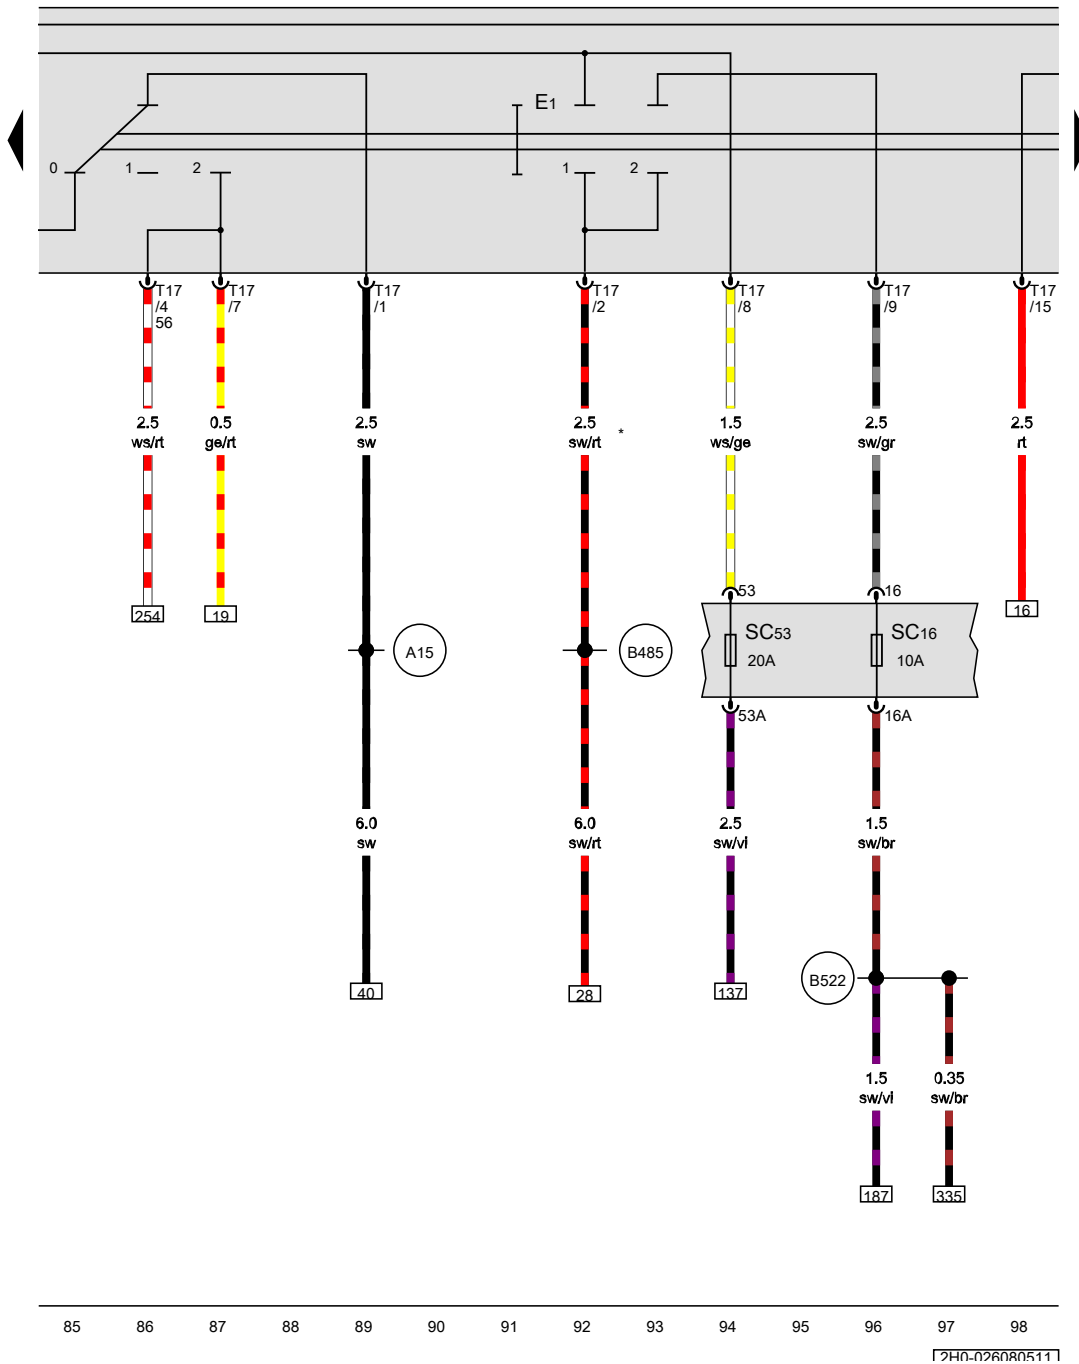 E1
0 1 2 1 2
T17 T17 T17 T17 T17 T17 T17
/4 /7 /1 /2 /8 /9 /15
56
2.5 0.5 2.5 2.5 1.5 2.5 2.5
ws/rt ge/rt sw sw/rt * ws/ge sw/gr rt
53 16
254 19 16
SC53 SC16
A15 B485
20A 10A
53A 16A
6.0 6.0 2.5 1.5
sw sw/rt sw/vi sw/br
B522
40 28 137
1.5 0.35
sw/vi sw/br
187 335
85 86 87 88 89 90 91 92 93 94 95 96 97 98
2H0-026080511